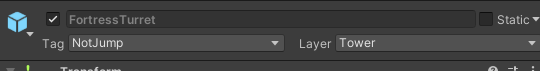 FortressTurret Static
Tag NotJump Layer Tower
Transform